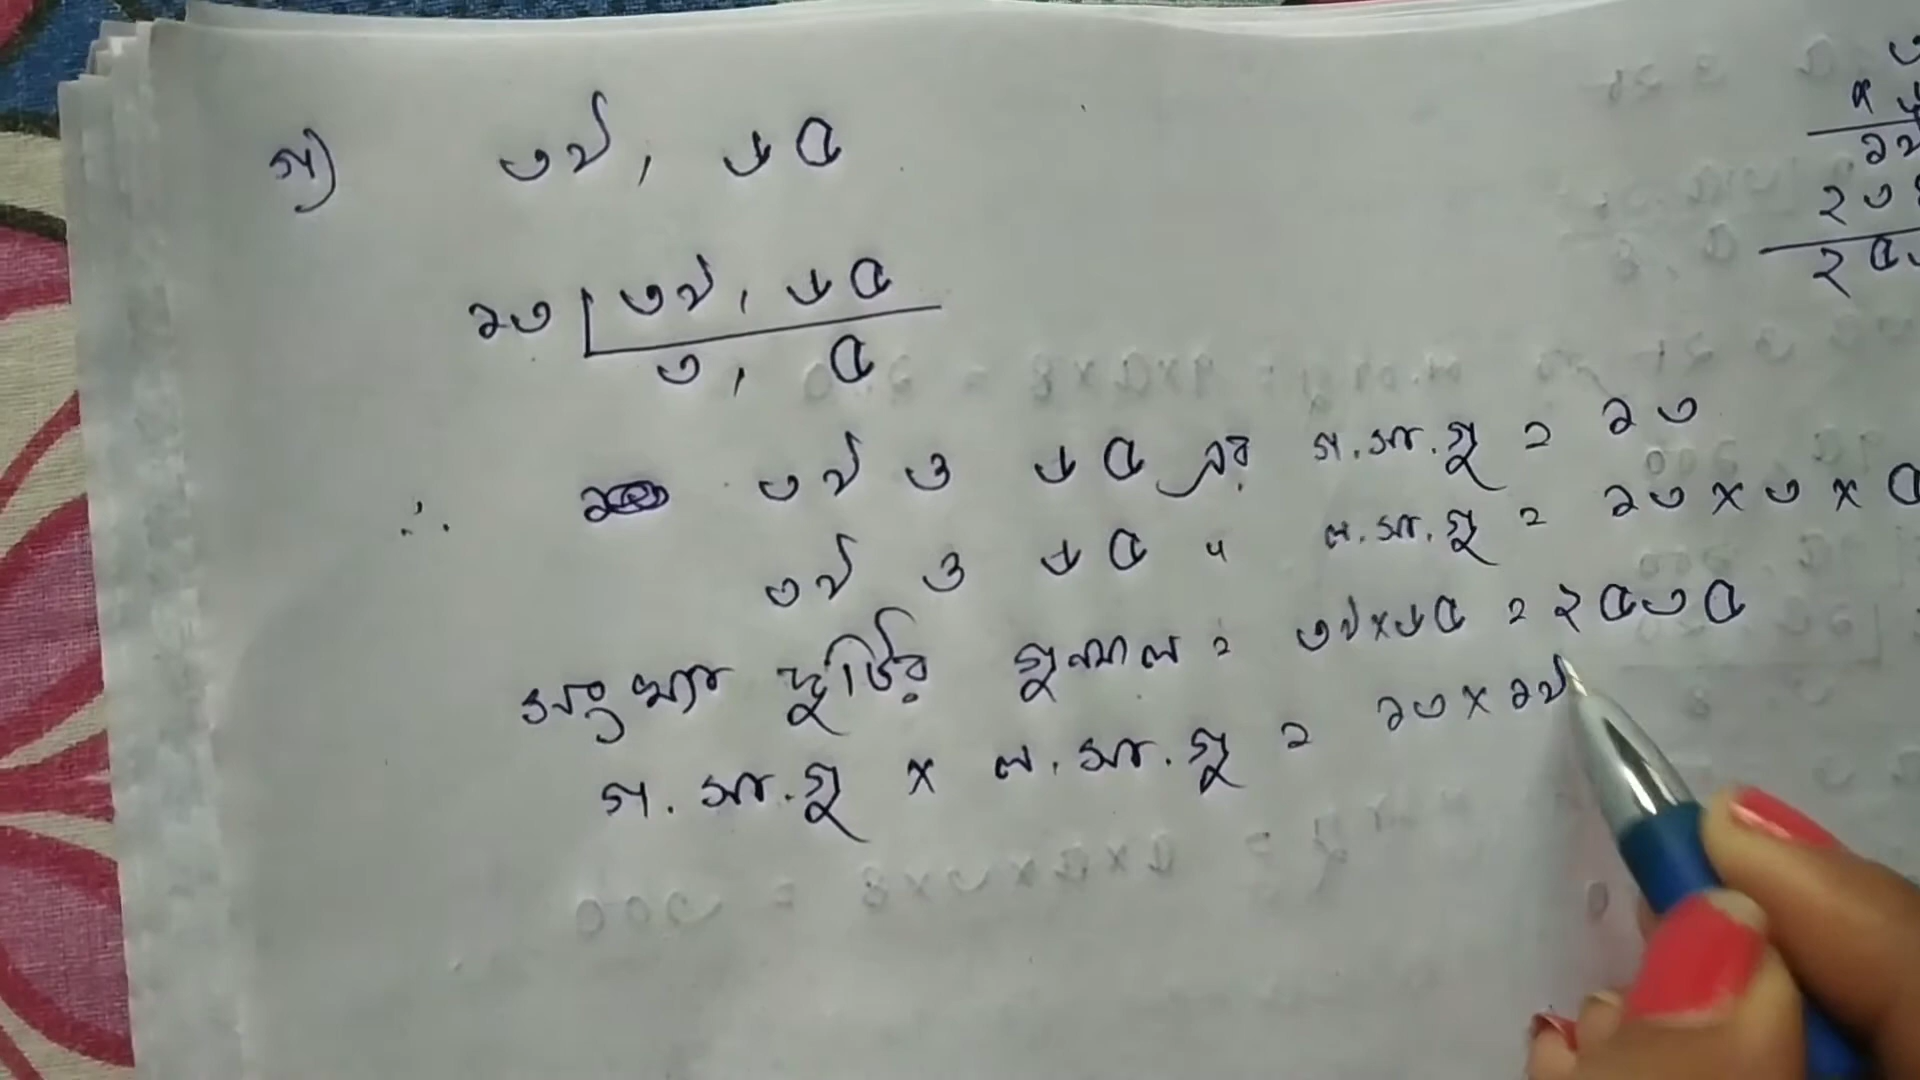 গ) ৩৯, ৬৫
১৩ ৩৯, ৬৫
৩, ৫
∴ ৩৯ ও ৬৫ এর গ.সা.গু = ১৩
৩৯ ও ৬৫ " ল.সা.গু = ১৩ × ৩ × ৫
সংখ্যা দুটির গুণফল = ৩৯×৬৫ = ২৫৩৫
গ.সা.গু × ল.সা.গু = ১৩ × ১৯